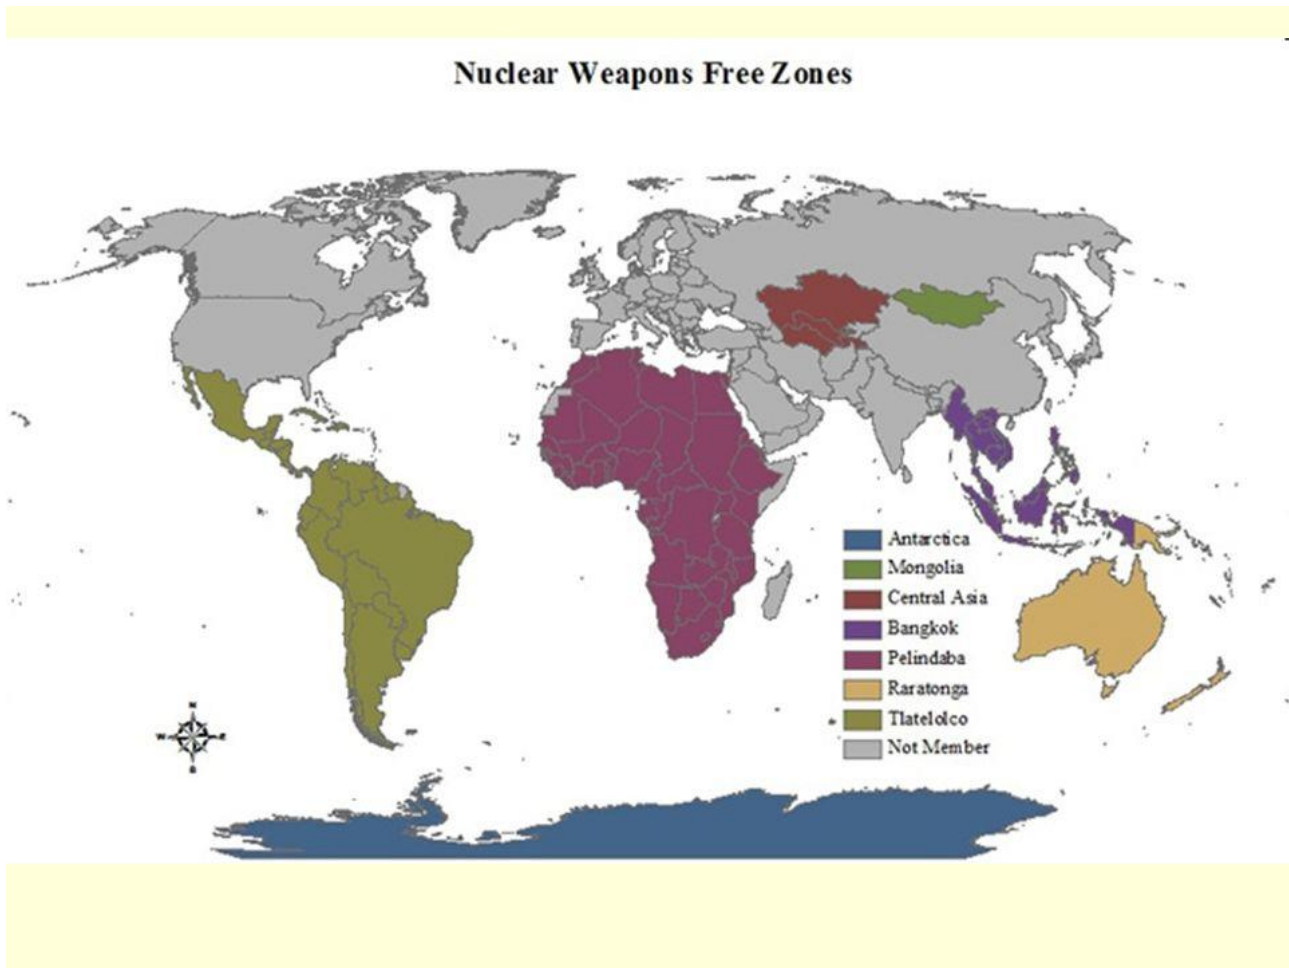 Nuclear Weapons Free Zones
Antarctica
Mongolia
Central Asia
Bangkok
Pelindaba
Raratonga
Tlatelolco
Not Member
N
W
E
S